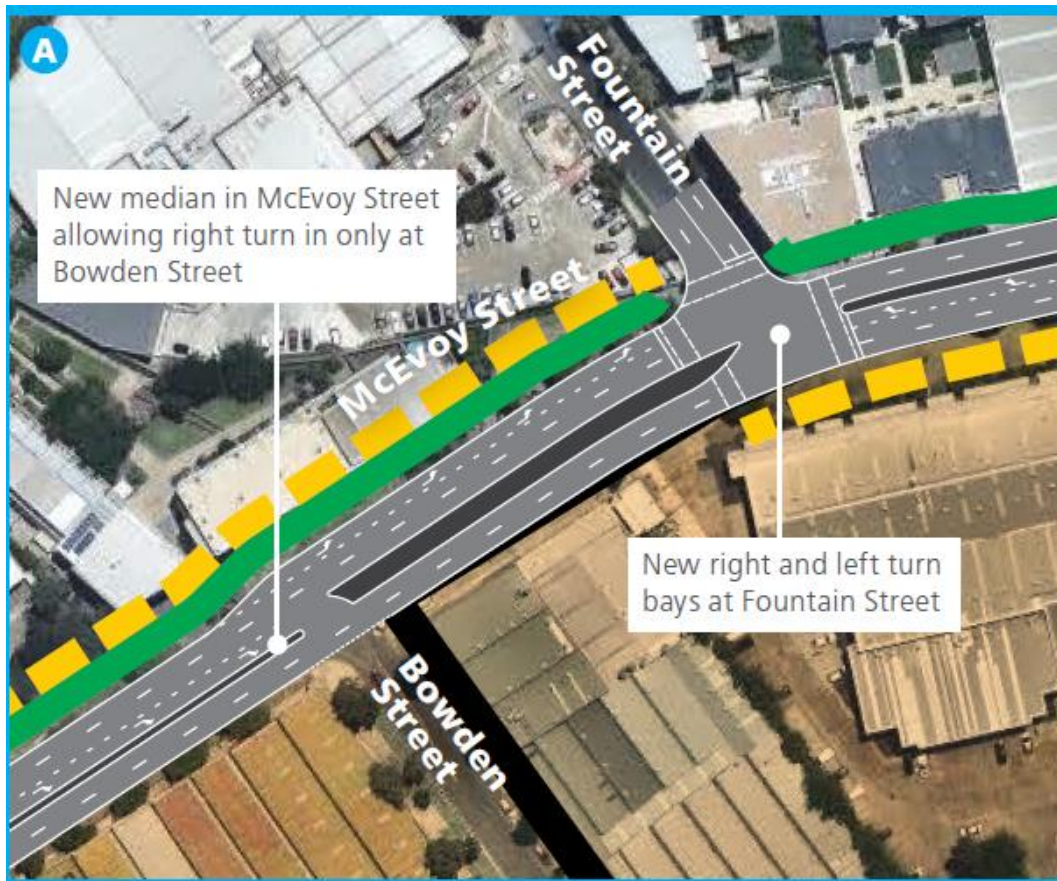 A
Fountain
Street
New median in McEvoy Street
allowing right turn in only at
Bowden Street
McEvoy Street
New right and left turn
bays at Fountain Street
Bowden
Street